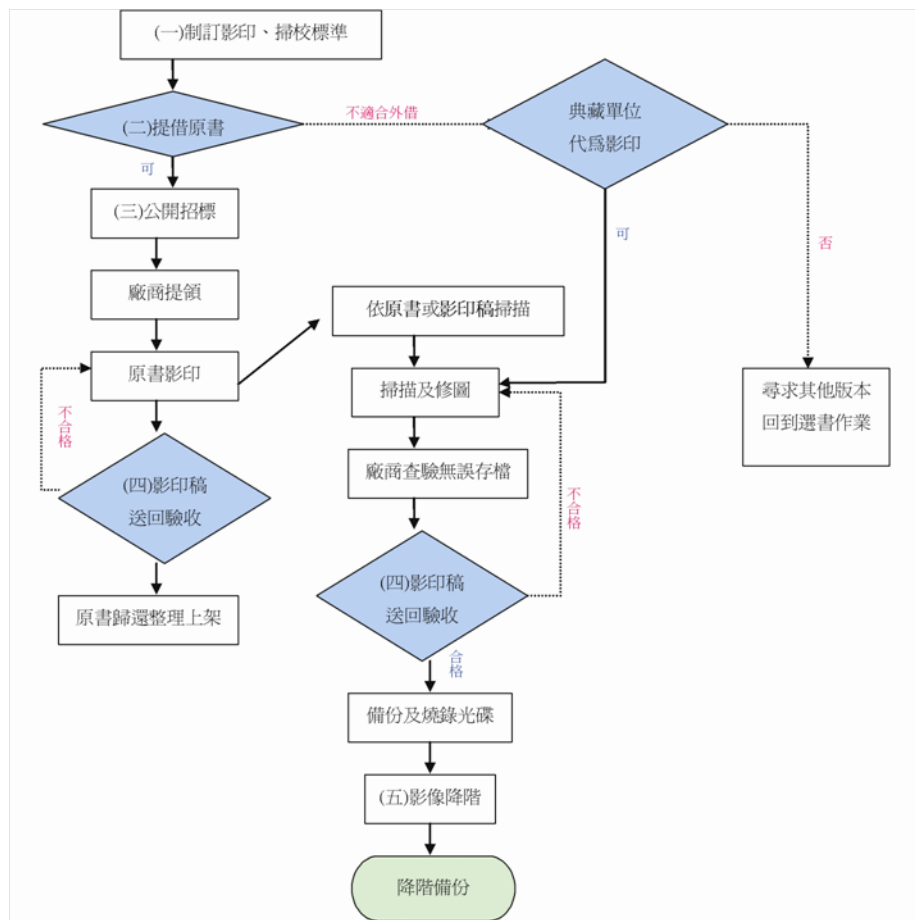 (一)制訂影印、掃校標準
(二)提借原書
不適合外借
典藏單位
代為影印
可
(三)公開招標
可
否
廠商提領
依原書或影印稿掃描
原書影印
掃描及修圖
尋求其他版本
回到選書作業
不合格
廠商查驗無誤存檔
(四)影印稿
送回驗收
不合格
(四)影印稿
送回驗收
原書歸還整理上架
合格
備份及燒錄光碟
(五)影像降階
降階備份